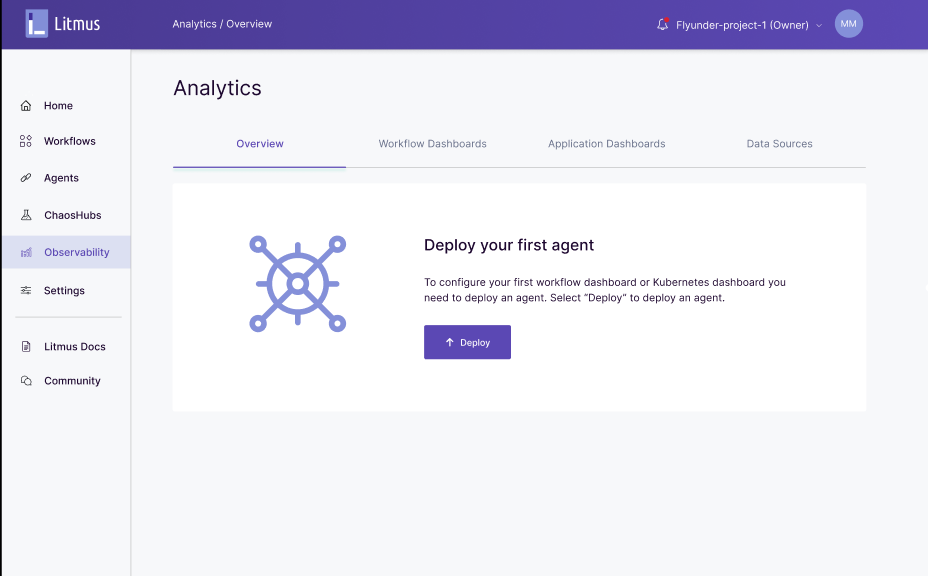 Litmus
Analytics / Overview
Flyunder-project-1 (Owner)
MM
Home
Workflows
Agents
ChaosHubs
Observability
Settings
Litmus Docs
Community
Analytics
Overview
Workflow Dashboards
Application Dashboards
Data Sources
Deploy your first agent
To configure your first workflow dashboard or Kubernetes dashboard you
need to deploy an agent. Select “Deploy” to deploy an agent.
Deploy